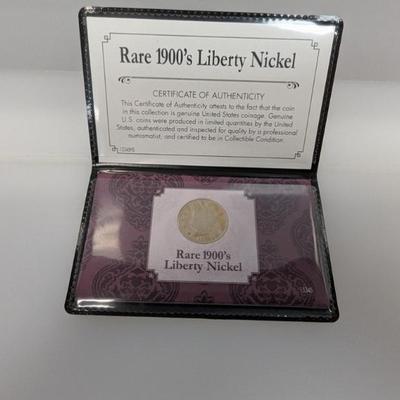 Rare 1900's Liberty Nickel
CERTIFICATE OF AUTHENTICITY
This Certificate of Authenticity attests to the fact that the coin
in this collection is genuine United States coinage. Genuine
U.S. coins were produced in limited quantities by the United
States, authenticated and inspected for quality by a professional
numismatist, and certified to be in Collectible Condition.
Rare 1900's
Liberty Nickel